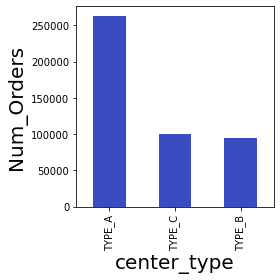 Num_Orders
250000
200000
150000
100000
50000
0
TYPE_A
TYPE_C
TYPE_B
center_type